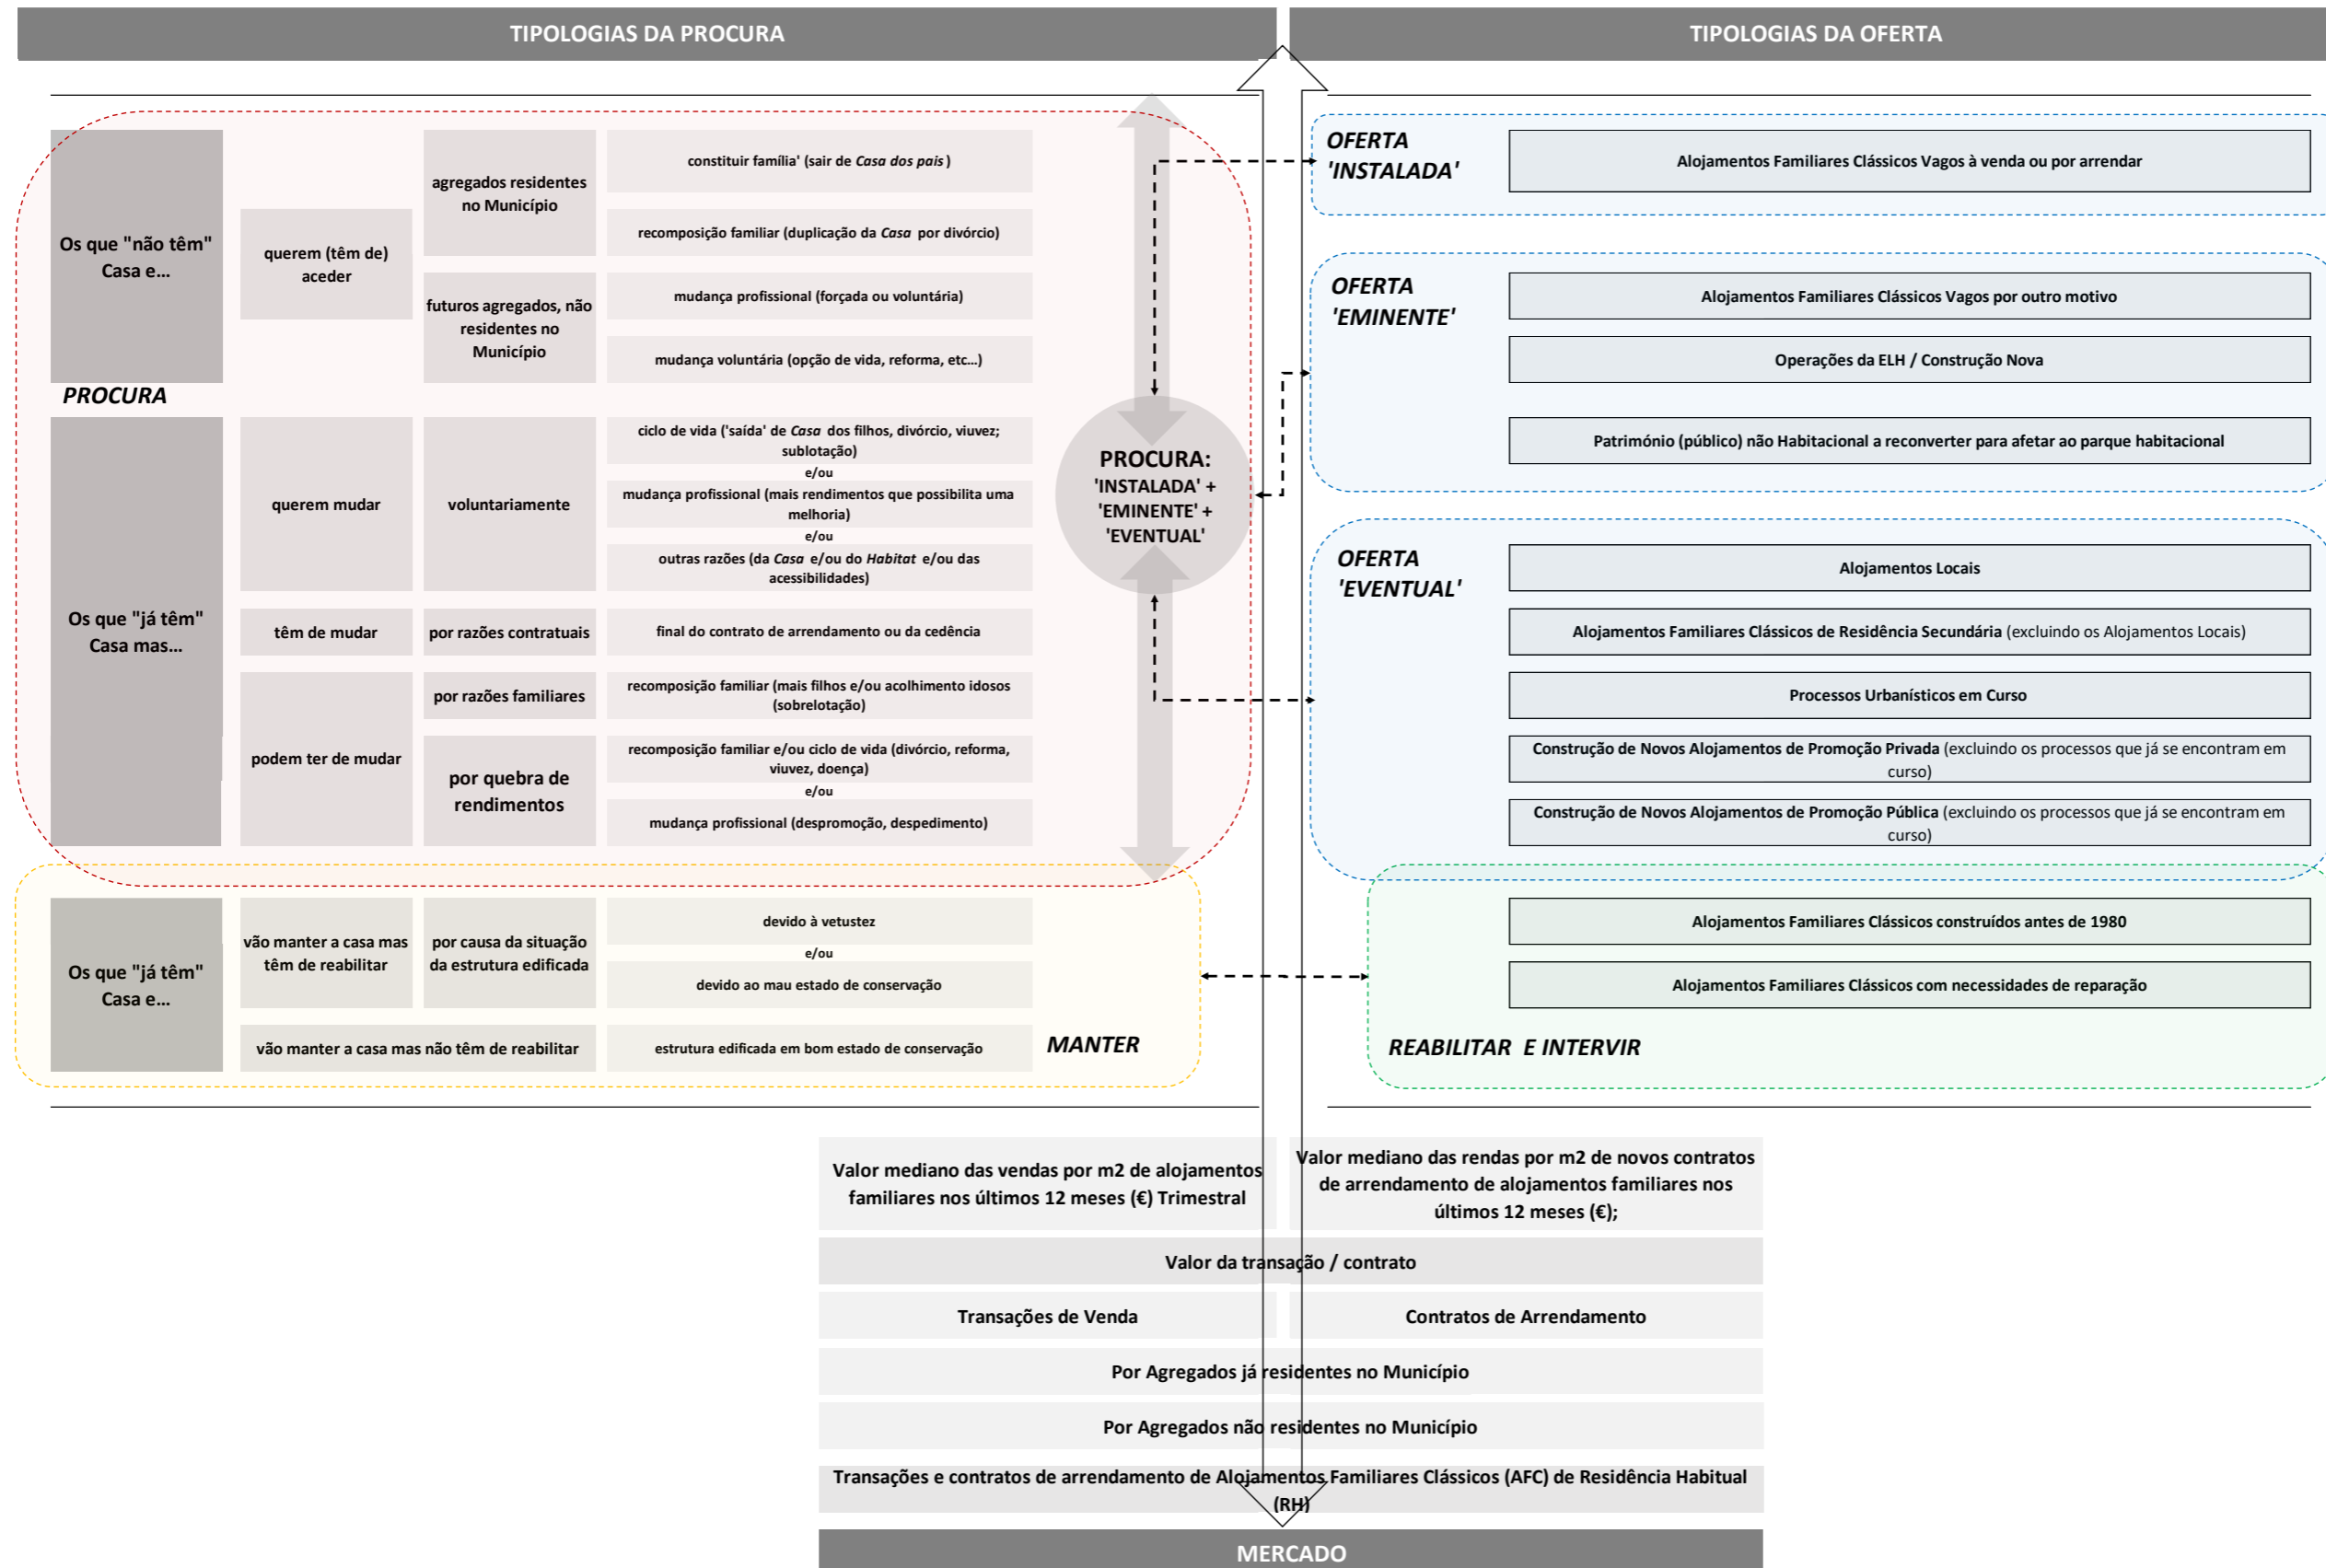 TIPOLOGIAS DA PROCURA
Os que "não têm"
Casa e...
querem (têm de)
aceder
agregados residentes
no Município
constituir família' (sair de Casa dos pais)
recomposição familiar (duplicação da Casa por divórcio)
futuros agregados, não
residentes no
Município
mudança profissional (forçada ou voluntária)
mudança voluntária (opção de vida, reforma, etc...)
PROCURA
Os que "já têm"
Casa mas...
querem mudar
voluntariamente
ciclo de vida ('saída' de Casa dos filhos, divórcio, viuvez;
sublotação)
e/ou
mudança profissional (mais rendimentos que possibilita uma
melhoria)
e/ou
outras razões (da Casa e/ou do Habitat e/ou das
acessibilidades)
têm de mudar
por razões contratuais
final do contrato de arrendamento ou da cedência
podem ter de mudar
por razões familiares
recomposição familiar (mais filhos e/ou acolhimento idosos
(sobrelotação)
por quebra de
rendimentos
recomposição familiar e/ou ciclo de vida (divórcio, reforma,
viuvez, doença)
e/ou
mudança profissional (despromoção, despedimento)
PROCURA:
'INSTALADA' +
'EMINENTE' +
'EVENTUAL'
Os que "já têm"
Casa e...
vão manter a casa mas
têm de reabilitar
por causa da situação
da estrutura edificada
devido à vetustez
e/ou
devido ao mau estado de conservação
vão manter a casa mas não têm de reabilitar
estrutura edificada em bom estado de conservação
MANTER
TIPOLOGIAS DA OFERTA
OFERTA
'INSTALADA'
Alojamentos Familiares Clássicos Vagos à venda ou por arrendar
OFERTA
'EMINENTE'
Alojamentos Familiares Clássicos Vagos por outro motivo
Operações da ELH / Construção Nova
Património (público) não Habitacional a reconverter para afetar ao parque habitacional
OFERTA
'EVENTUAL'
Alojamentos Locais
Alojamentos Familiares Clássicos de Residência Secundária (excluindo os Alojamentos Locais)
Processos Urbanísticos em Curso
Construção de Novos Alojamentos de Promoção Privada (excluindo os processos que já se encontram em
curso)
Construção de Novos Alojamentos de Promoção Pública (excluindo os processos que já se encontram em
curso)
Alojamentos Familiares Clássicos construídos antes de 1980
Alojamentos Familiares Clássicos com necessidades de reparação
REABILITAR E INTERVIR
Valor mediano das vendas por m2 de alojamentos
familiares nos últimos 12 meses (€) Trimestral
Valor mediano das rendas por m2 de novos contratos
de arrendamento de alojamentos familiares nos
últimos 12 meses (€);
Valor da transação / contrato
Transações de Venda
Contratos de Arrendamento
Por Agregados já residentes no Município
Por Agregados não residentes no Município
Transações e contratos de arrendamento de Alojamentos Familiares Clássicos (AFC) de Residência Habitual
(RH)
MERCADO